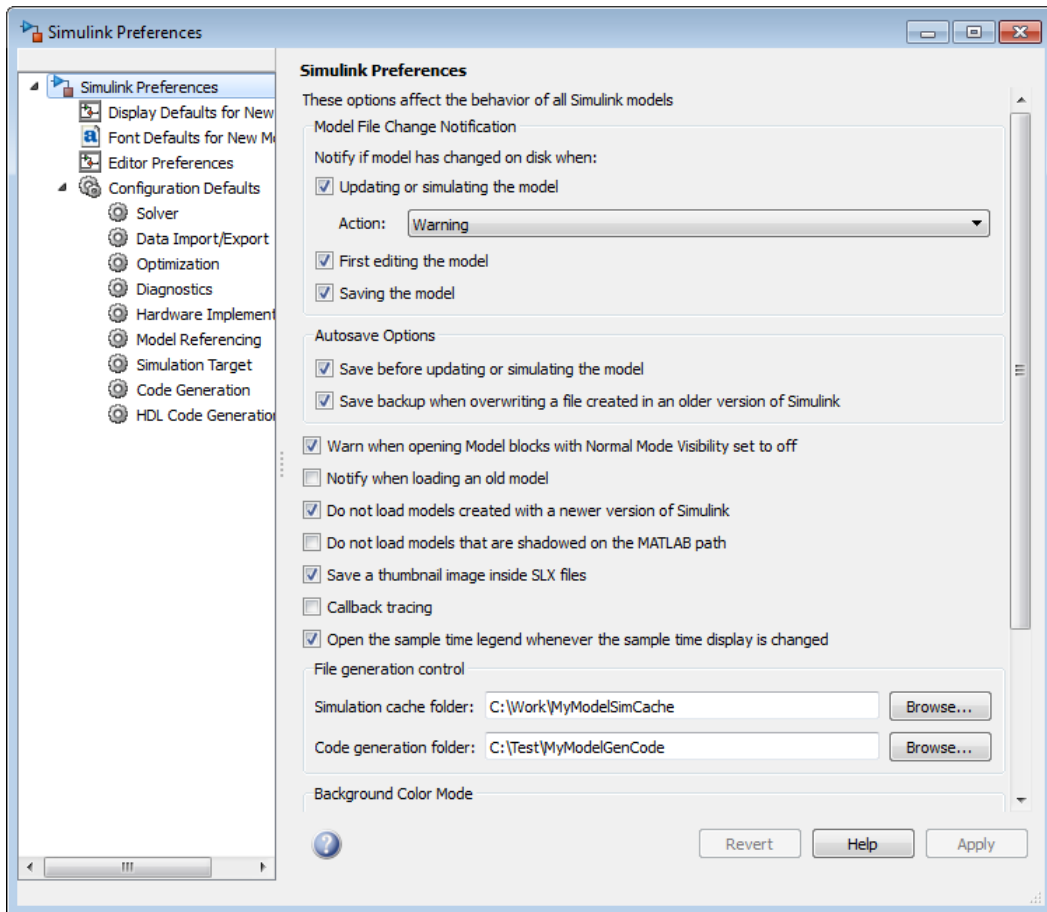 Simulink Preferences
Simulink Preferences
Display Defaults for New
Font Defaults for New M
Editor Preferences
Configuration Defaults
Solver
Data Import/Export
Optimization
Diagnostics
Hardware Implement
Model Referencing
Simulation Target
Code Generation
HDL Code Generation
Simulink Preferences
These options affect the behavior of all Simulink models
Model File Change Notification
Notify if model has changed on disk when:
Updating or simulating the model
Action: Warning
First editing the model
Saving the model
Autosave Options
Save before updating or simulating the model
Save backup when overwriting a file created in an older version of Simulink
Warn when opening Model blocks with Normal Mode Visibility set to off
Notify when loading an old model
Do not load models created with a newer version of Simulink
Do not load models that are shadowed on the MATLAB path
Save a thumbnail image inside SLX files
Callback tracing
Open the sample time legend whenever the sample time display is changed
File generation control
Simulation cache folder: C:\Work\MyModelSimCache Browse...
Code generation folder: C:\Test\MyModelGenCode Browse...
Background Color Mode
Revert Help Apply